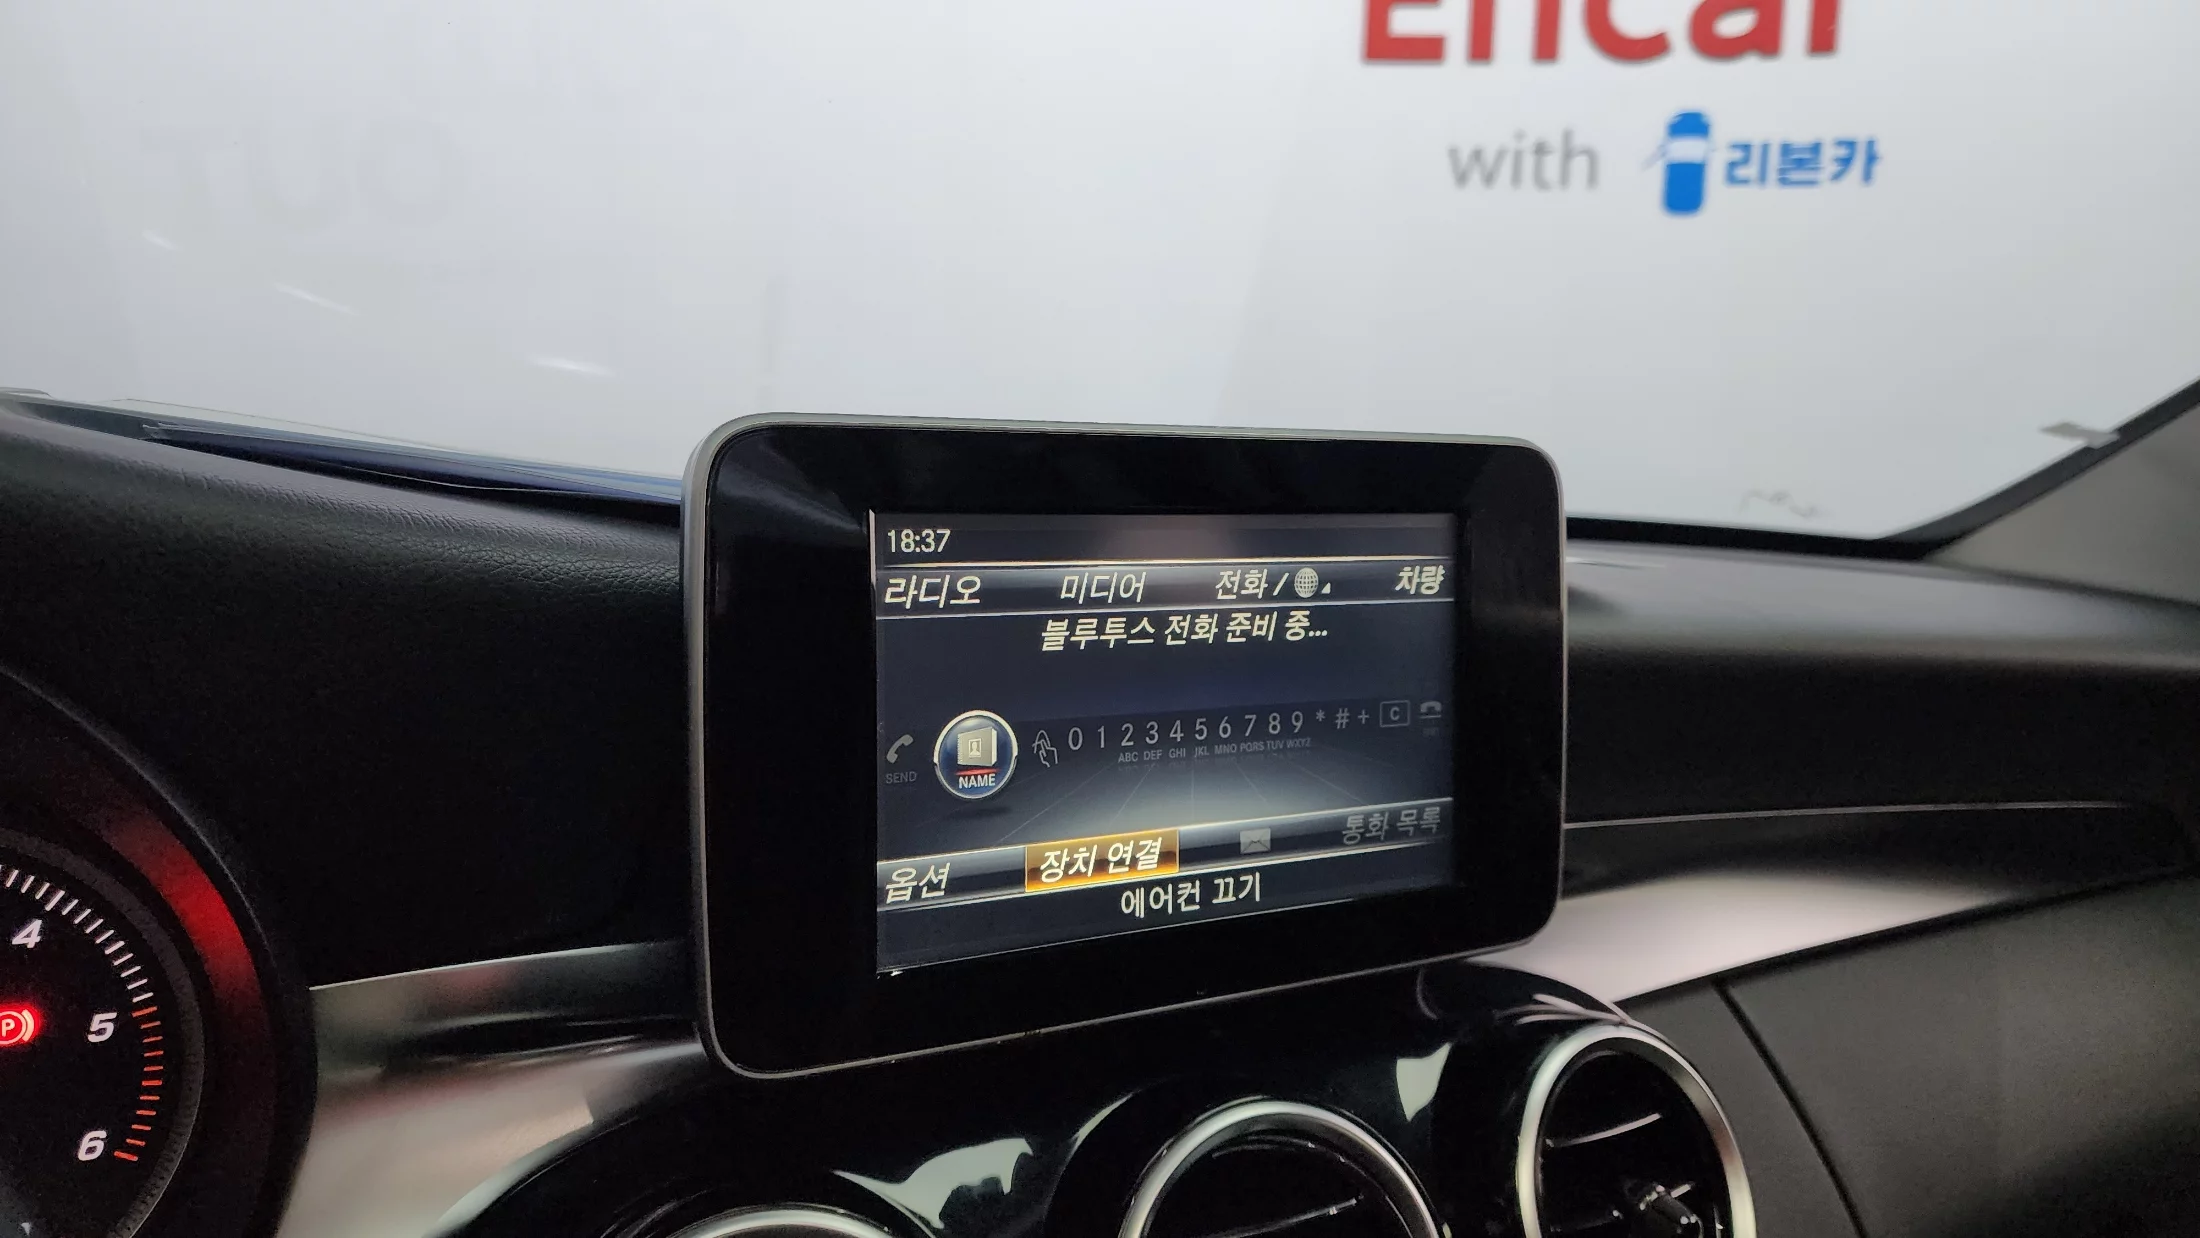 Encar
with 리본카
18:37
라디오 미디어 전화/ 차량
블루투스 전화 준비 중...
SEND NAME 0 1 2 3 4 5 6 7 8 9 * # + C
ABC DEF GHI JKL MNO PQRS TUV WXYZ
옵션 장치 연결 통화 목록
에어컨 끄기
4
5
6
P